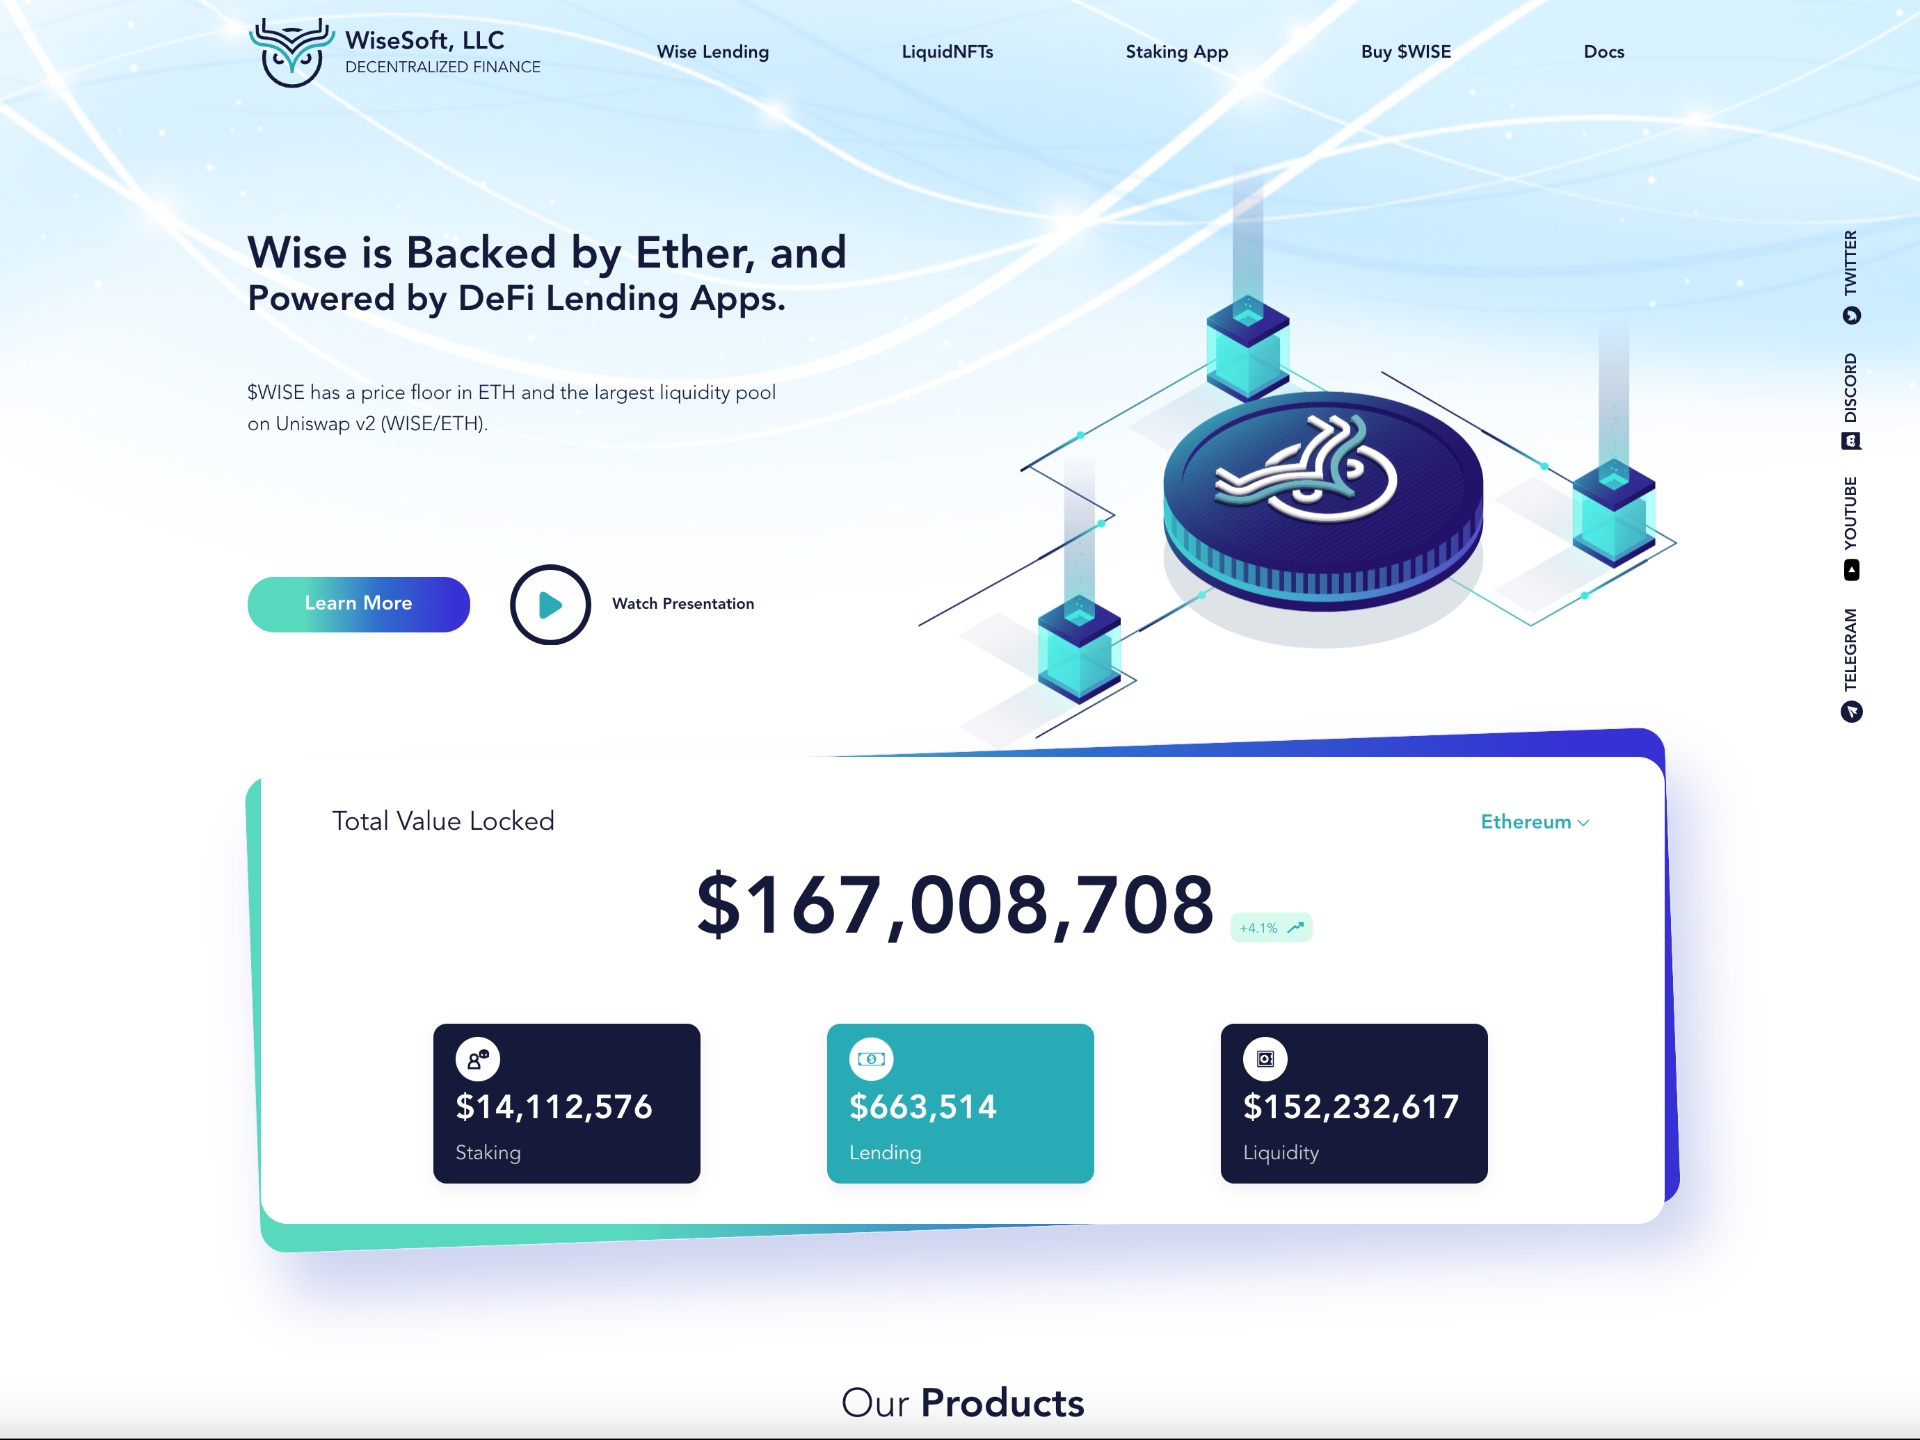 WiseSoft, LLC
DECENTRALIZED FINANCE
Wise Lending
LiquidNFTs
Staking App
Buy $WISE
Docs
Wise is Backed by Ether, and
Powered by DeFi Lending Apps.
$WISE has a price floor in ETH and the largest liquidity pool
on Uniswap v2 (WISE/ETH).
Learn More
Watch Presentation
TWITTER
DISCORD
YOUTUBE
TELEGRAM
Total Value Locked
Ethereum
$167,008,708
+4.1%
$14,112,576
Staking
$663,514
Lending
$152,232,617
Liquidity
Our Products